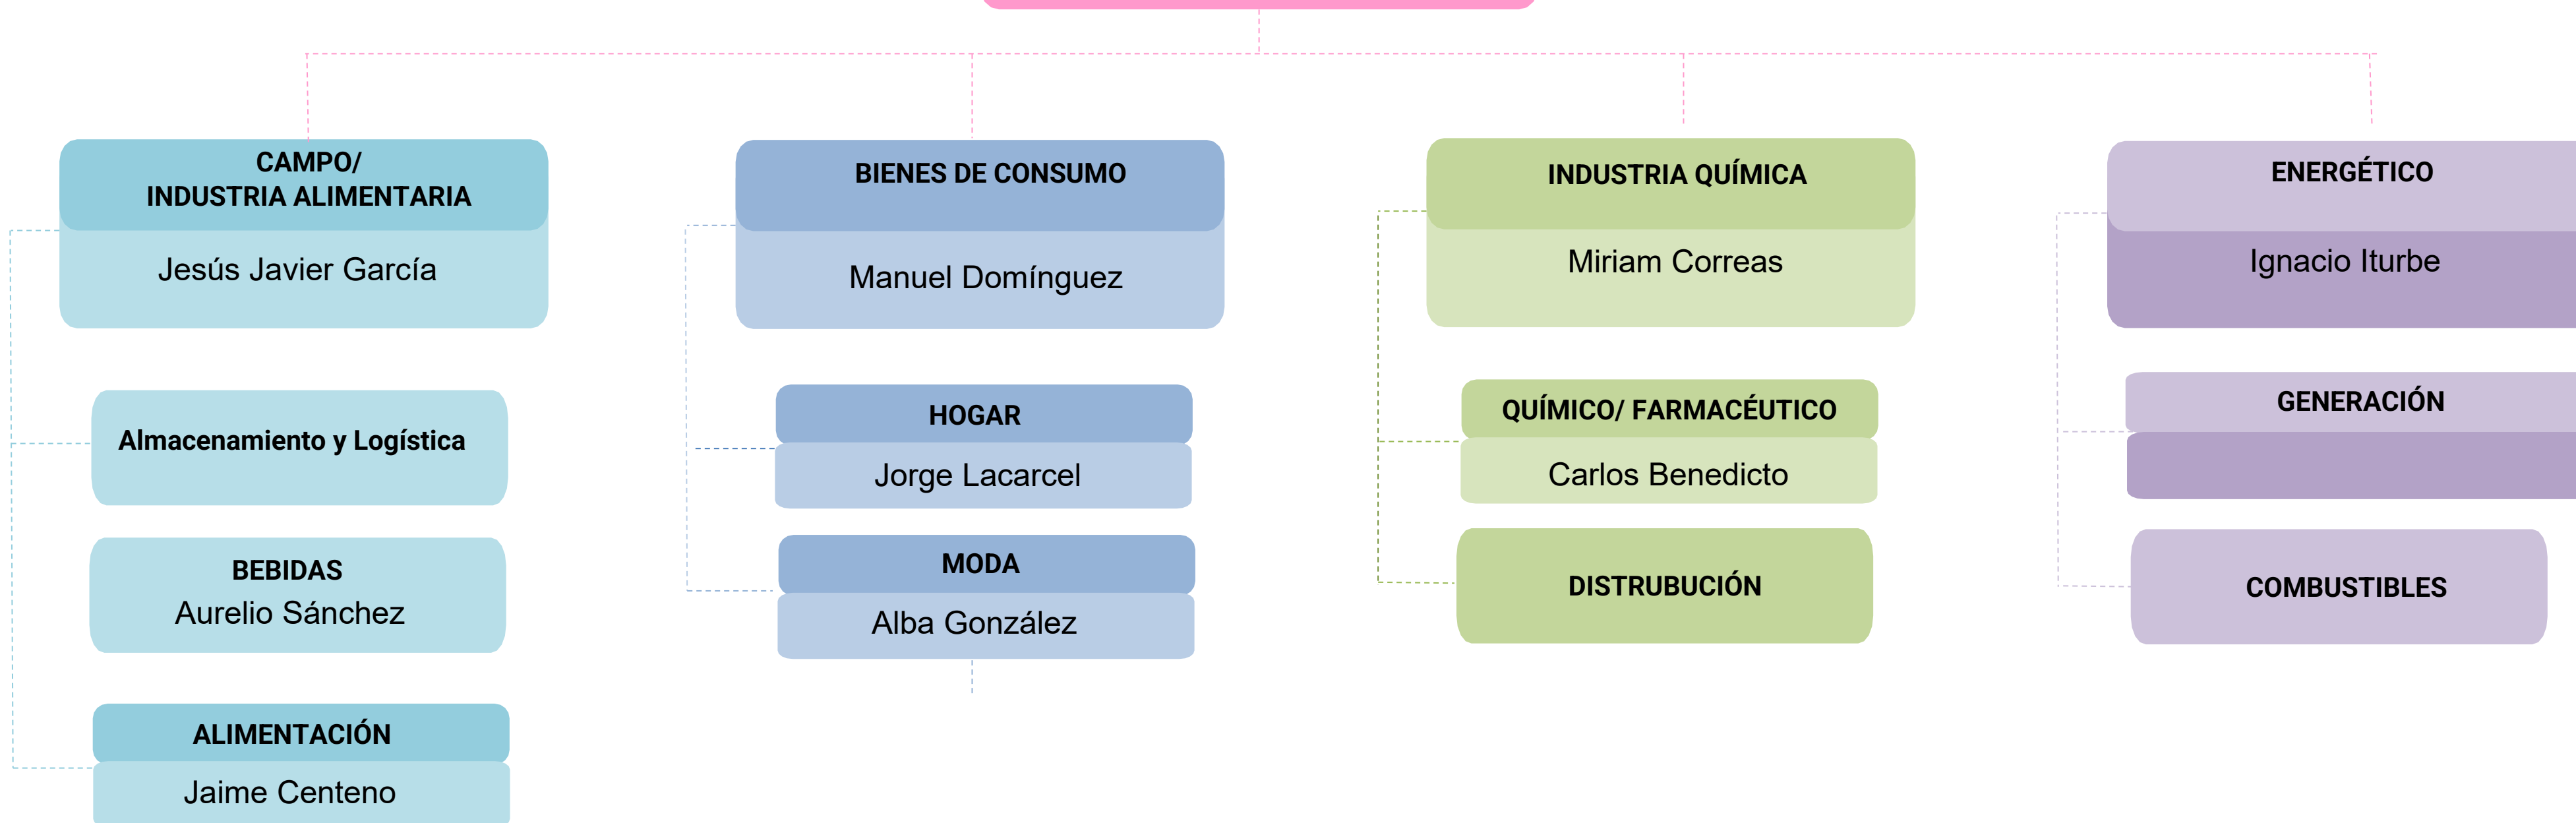 CAMPO/
INDUSTRIA ALIMENTARIA
Jesús Javier García
Almacenamiento y Logística
BEBIDAS
Aurelio Sánchez
ALIMENTACIÓN
Jaime Centeno
BIENES DE CONSUMO
Manuel Domínguez
HOGAR
Jorge Lacarcel
MODA
Alba González
INDUSTRIA QUÍMICA
Miriam Correas
QUÍMICO/ FARMACÉUTICO
Carlos Benedicto
DISTRUBUCIÓN
ENERGÉTICO
Ignacio Iturbe
GENERACIÓN
COMBUSTIBLES